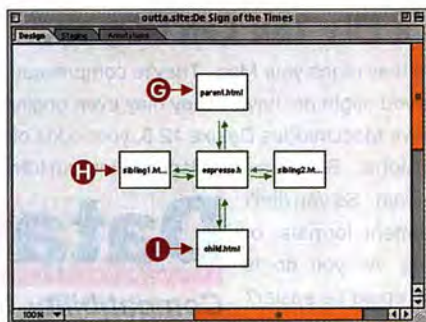 outta.site:De Sign of the Times
Design Staging Annotations
G
parent.html
H
sibling1.ht... espresso.h sibling2.ht...
I
child.html
100%